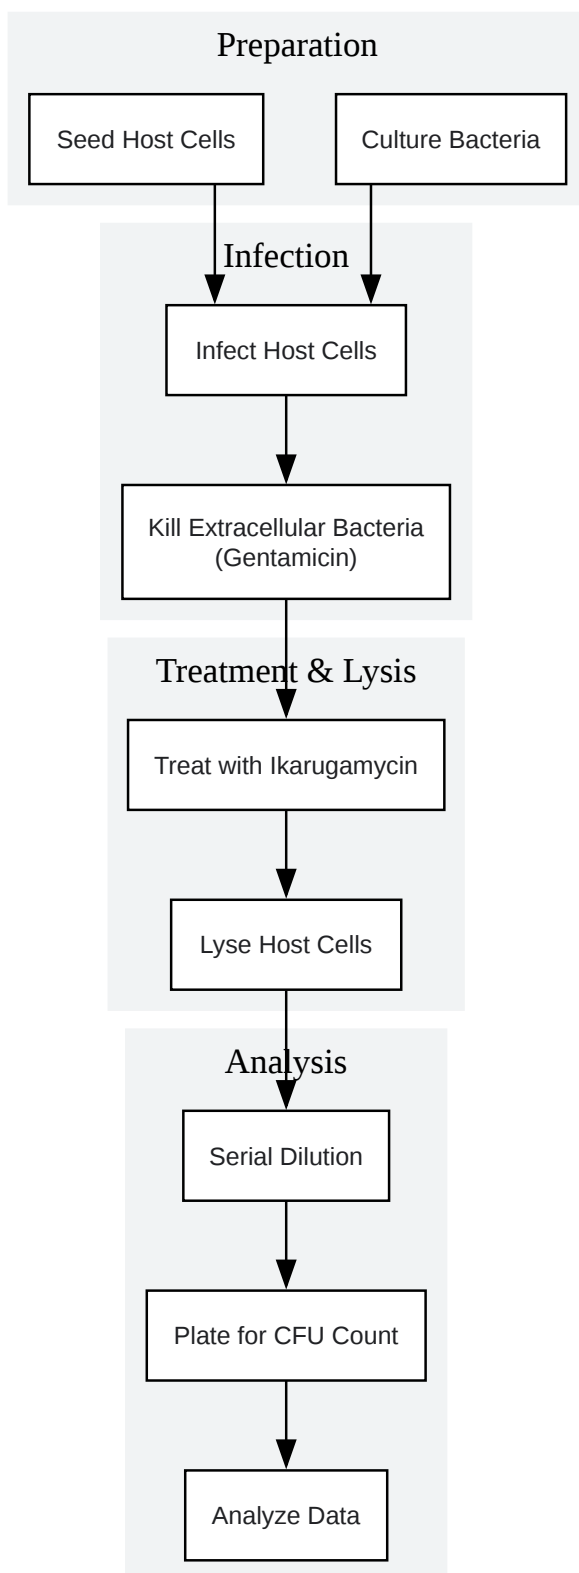 Preparation
Seed Host Cells
Culture Bacteria
Infection
Infect Host Cells
Kill Extracellular Bacteria
(Gentamicin)
Treatment & Lysis
Treat with Ikarugamycin
Lyse Host Cells
Analysis
Serial Dilution
Plate for CFU Count
Analyze Data